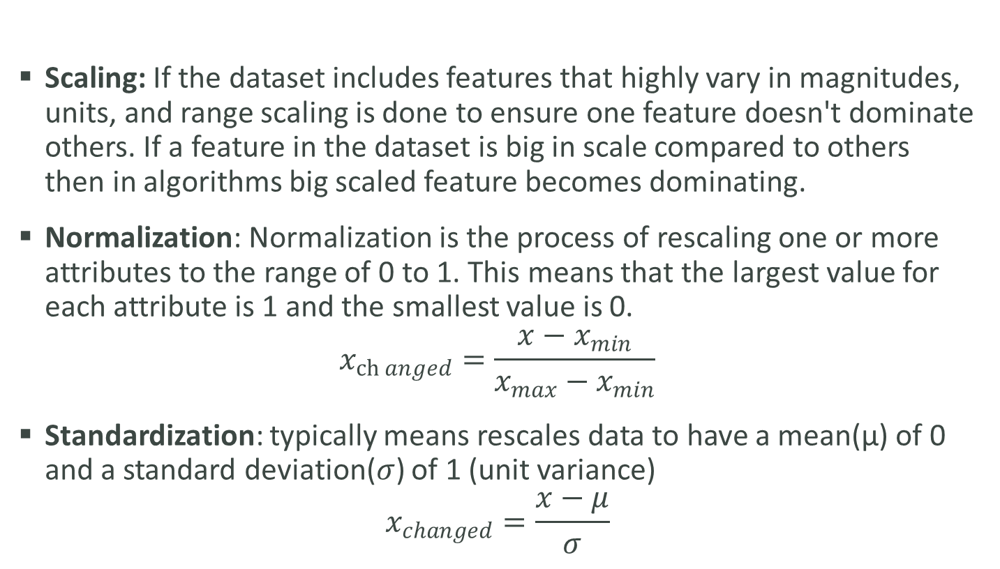 ▪ Scaling: If the dataset includes features that highly vary in magnitudes,
units, and range scaling is done to ensure one feature doesn't dominate
others. If a feature in the dataset is big in scale compared to others
then in algorithms big scaled feature becomes dominating.
▪ Normalization: Normalization is the process of rescaling one or more
attributes to the range of 0 to 1. This means that the largest value for
each attribute is 1 and the smallest value is 0.
x_{ch anged} = \frac{x − x_{min}}{x_{max} − x_{min}}
▪ Standardization: typically means rescales data to have a mean(μ) of 0
and a standard deviation(σ) of 1 (unit variance)
x_{changed} = \frac{x − μ}{σ}